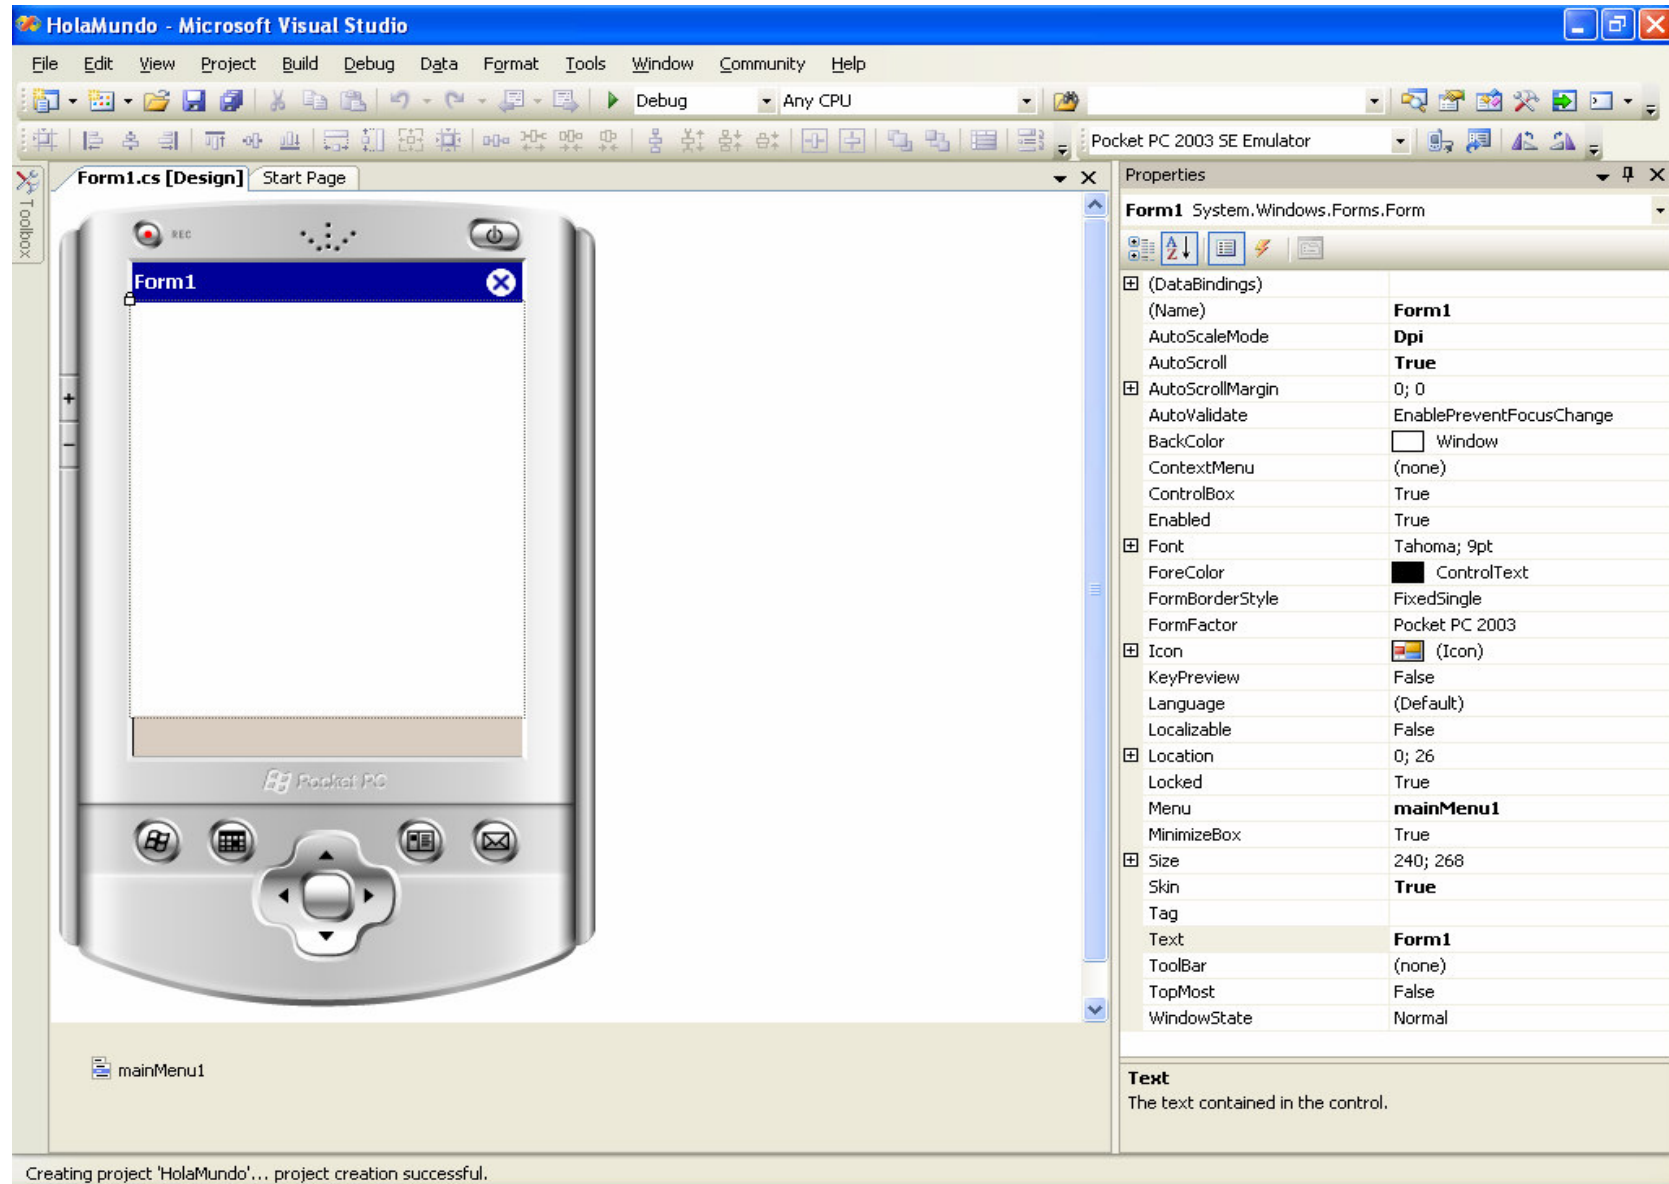 HolaMundo - Microsoft Visual Studio
File Edit View Project Build Debug Data Format Tools Window Community Help
Debug Any CPU
Pocket PC 2003 SE Emulator
Toolbox
Form1.cs [Design] Start Page
REC
Form1
Pocket PC
mainMenu1
Properties
Form1 System.Windows.Forms.Form
(DataBindings)
(Name) Form1
AutoScaleMode Dpi
AutoScroll True
AutoScrollMargin 0; 0
AutoValidate EnablePreventFocusChange
BackColor Window
ContextMenu (none)
ControlBox True
Enabled True
Font Tahoma; 9pt
ForeColor ControlText
FormBorderStyle FixedSingle
FormFactor Pocket PC 2003
Icon (Icon)
KeyPreview False
Language (Default)
Localizable False
Location 0; 26
Locked True
Menu mainMenu1
MinimizeBox True
Size 240; 268
Skin True
Tag
Text Form1
ToolBar (none)
TopMost False
WindowState Normal
Text
The text contained in the control.
Creating project 'HolaMundo'... project creation successful.